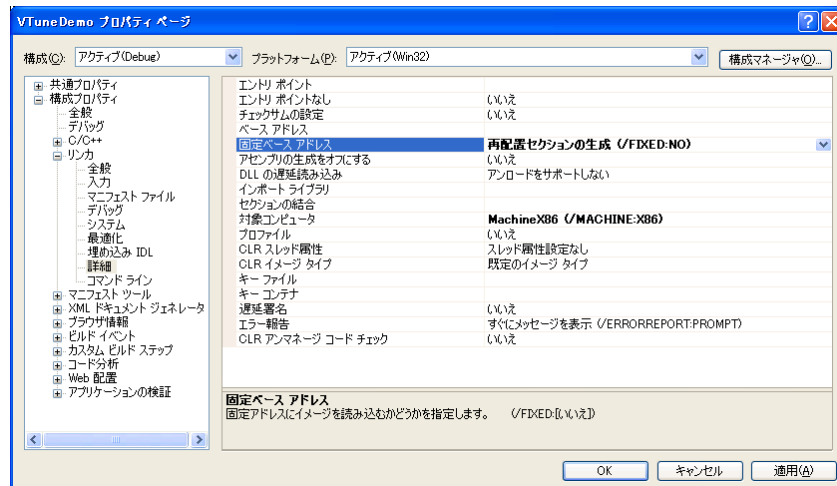 VTuneDemo プロパティ ページ
構成(C): アクティブ(Debug) プラットフォーム(P): アクティブ(Win32) 構成マネージャ(O)...
共通プロパティ
構成プロパティ
全般
デバッグ
C/C++
リンカ
全般
入力
マニフェスト ファイル
デバッグ
システム
最適化
埋め込み IDL
詳細
コマンド ライン
マニフェスト ツール
XML ドキュメント ジェネレータ
ブラウザ情報
ビルド イベント
カスタム ビルド ステップ
コード分析
Web 配置
アプリケーションの検証
エントリ ポイント
エントリ ポイントなし いいえ
チェックサムの設定 いいえ
ベース アドレス
固定ベース アドレス 再配置セクションの生成 (/FIXED:NO)
アセンブリの生成をオフにする いいえ
DLL の遅延読み込み アンロードをサポートしない
インポート ライブラリ
セクションの結合
対象コンピュータ MachineX86 (/MACHINE:X86)
プロファイル いいえ
CLR スレッド属性 スレッド属性設定なし
CLR イメージ タイプ 既定のイメージ タイプ
キー ファイル
キー コンテナ
遅延署名 いいえ
エラー報告 すぐにメッセージを表示 (/ERRORREPORT:PROMPT)
CLR アンマネージ コード チェック いいえ
固定ベース アドレス
固定アドレスにイメージを読み込むかどうかを指定します。 (/FIXED:[いいえ])
OK キャンセル 適用(A)